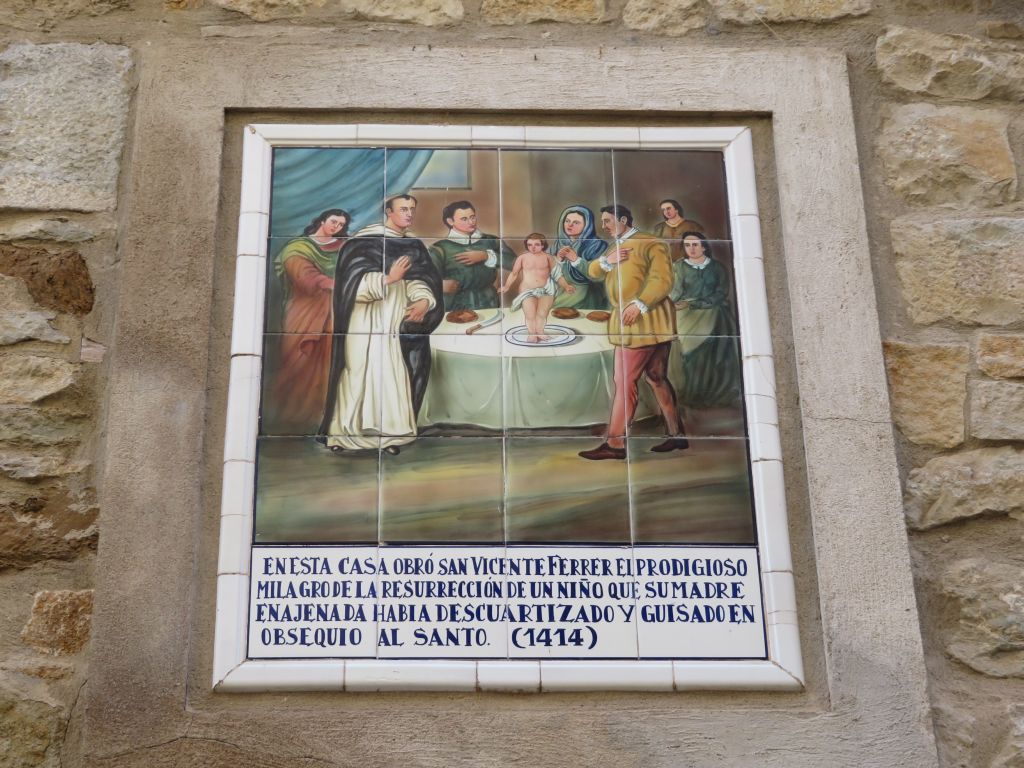 EN ESTA CASA OBRÓ SAN VICENTE FERRER EL PRODIGIOSO
MILAGRO DE LA RESURRECCIÓN DE UN NIÑO QUE SU MADRE
ENAJENADA HABIA DESCUARTIZADO Y GUISADO EN
OBSEQUIO AL SANTO. (1414)